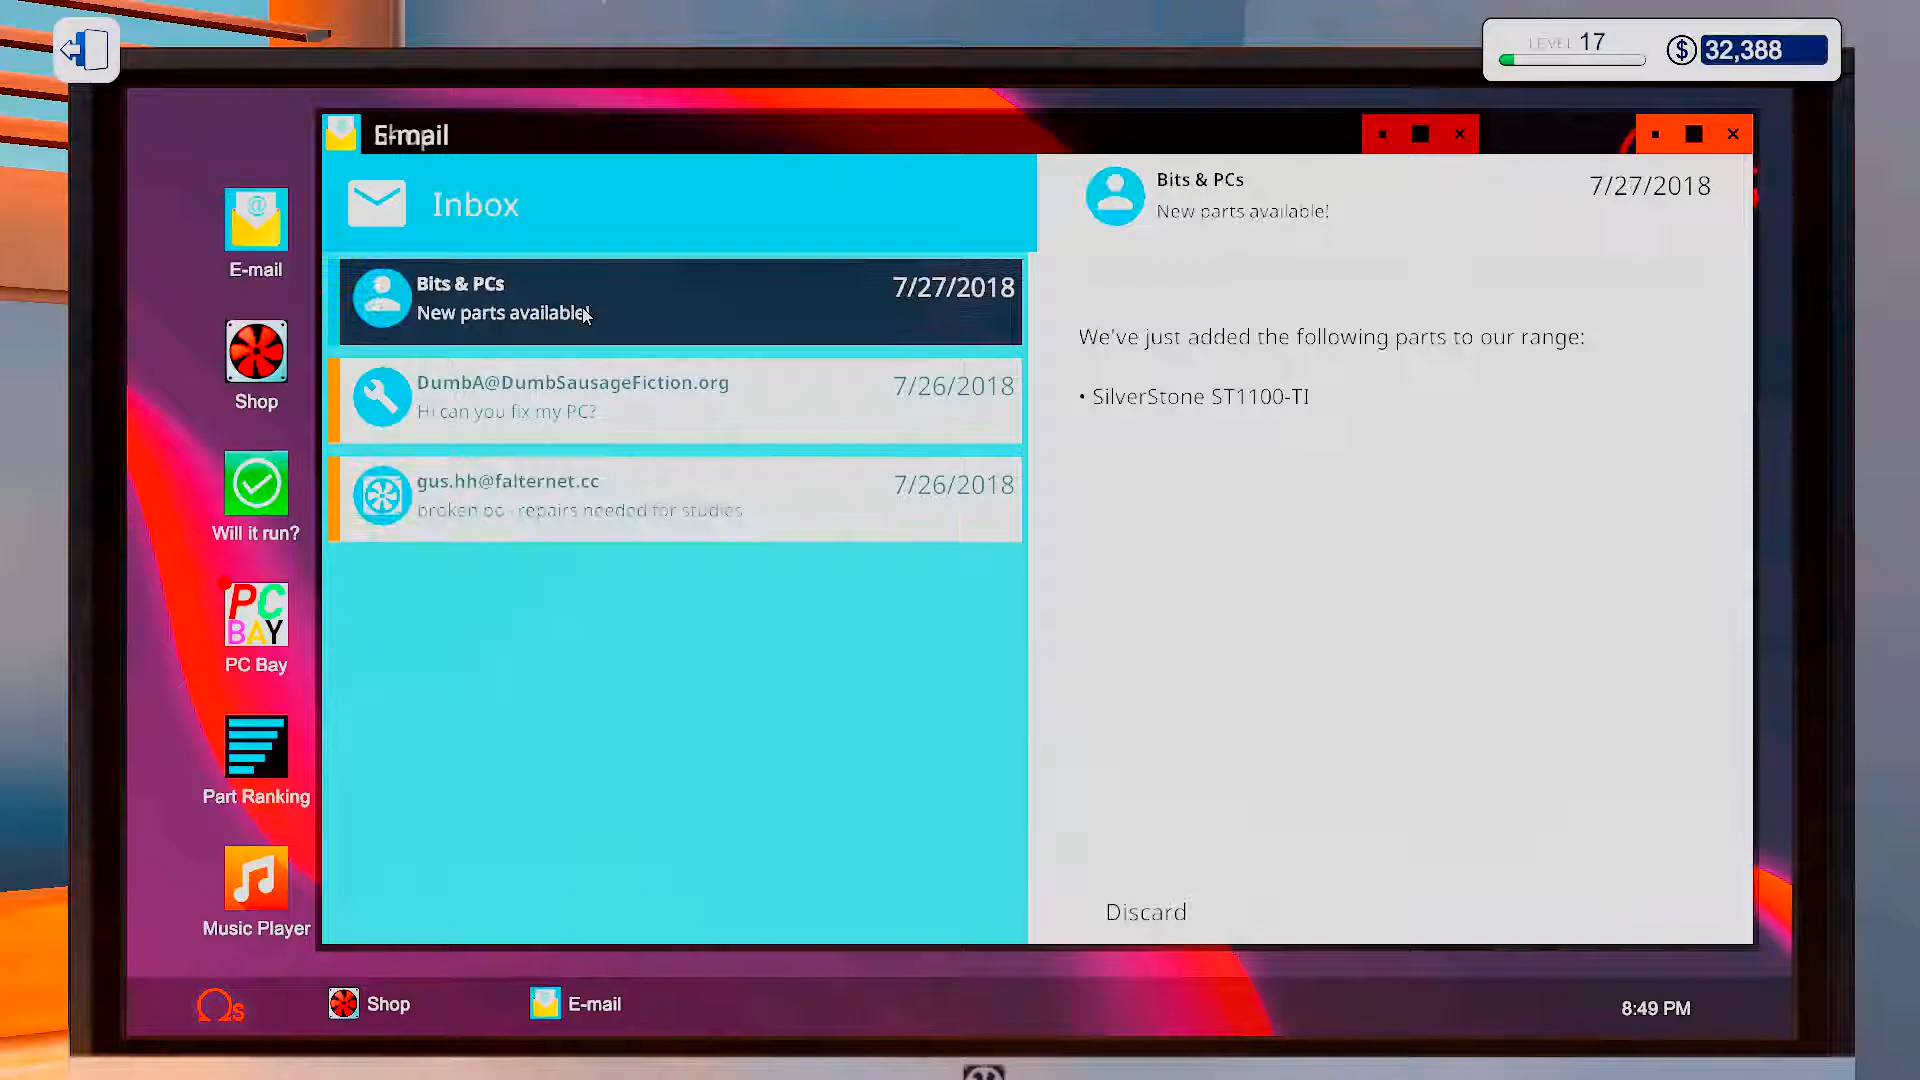 LEVEL 17
$ 32,388
Inbox
Bits & PCs
7/27/2018
New parts available!
DumbA@DumbSausageFiction.org
7/26/2018
Hi can you fix my PC?
gus.hh@falternet.cc
7/26/2018
broken pc - repairs needed for studies
Bits & PCs
7/27/2018
New parts available!
We've just added the following parts to our range:
• SilverStone ST1100-TI
Discard
E-mail
Shop
Will it run?
PC
BAY
PC Bay
Part Ranking
Music Player
Ωs
Shop
E-mail
8:49 PM